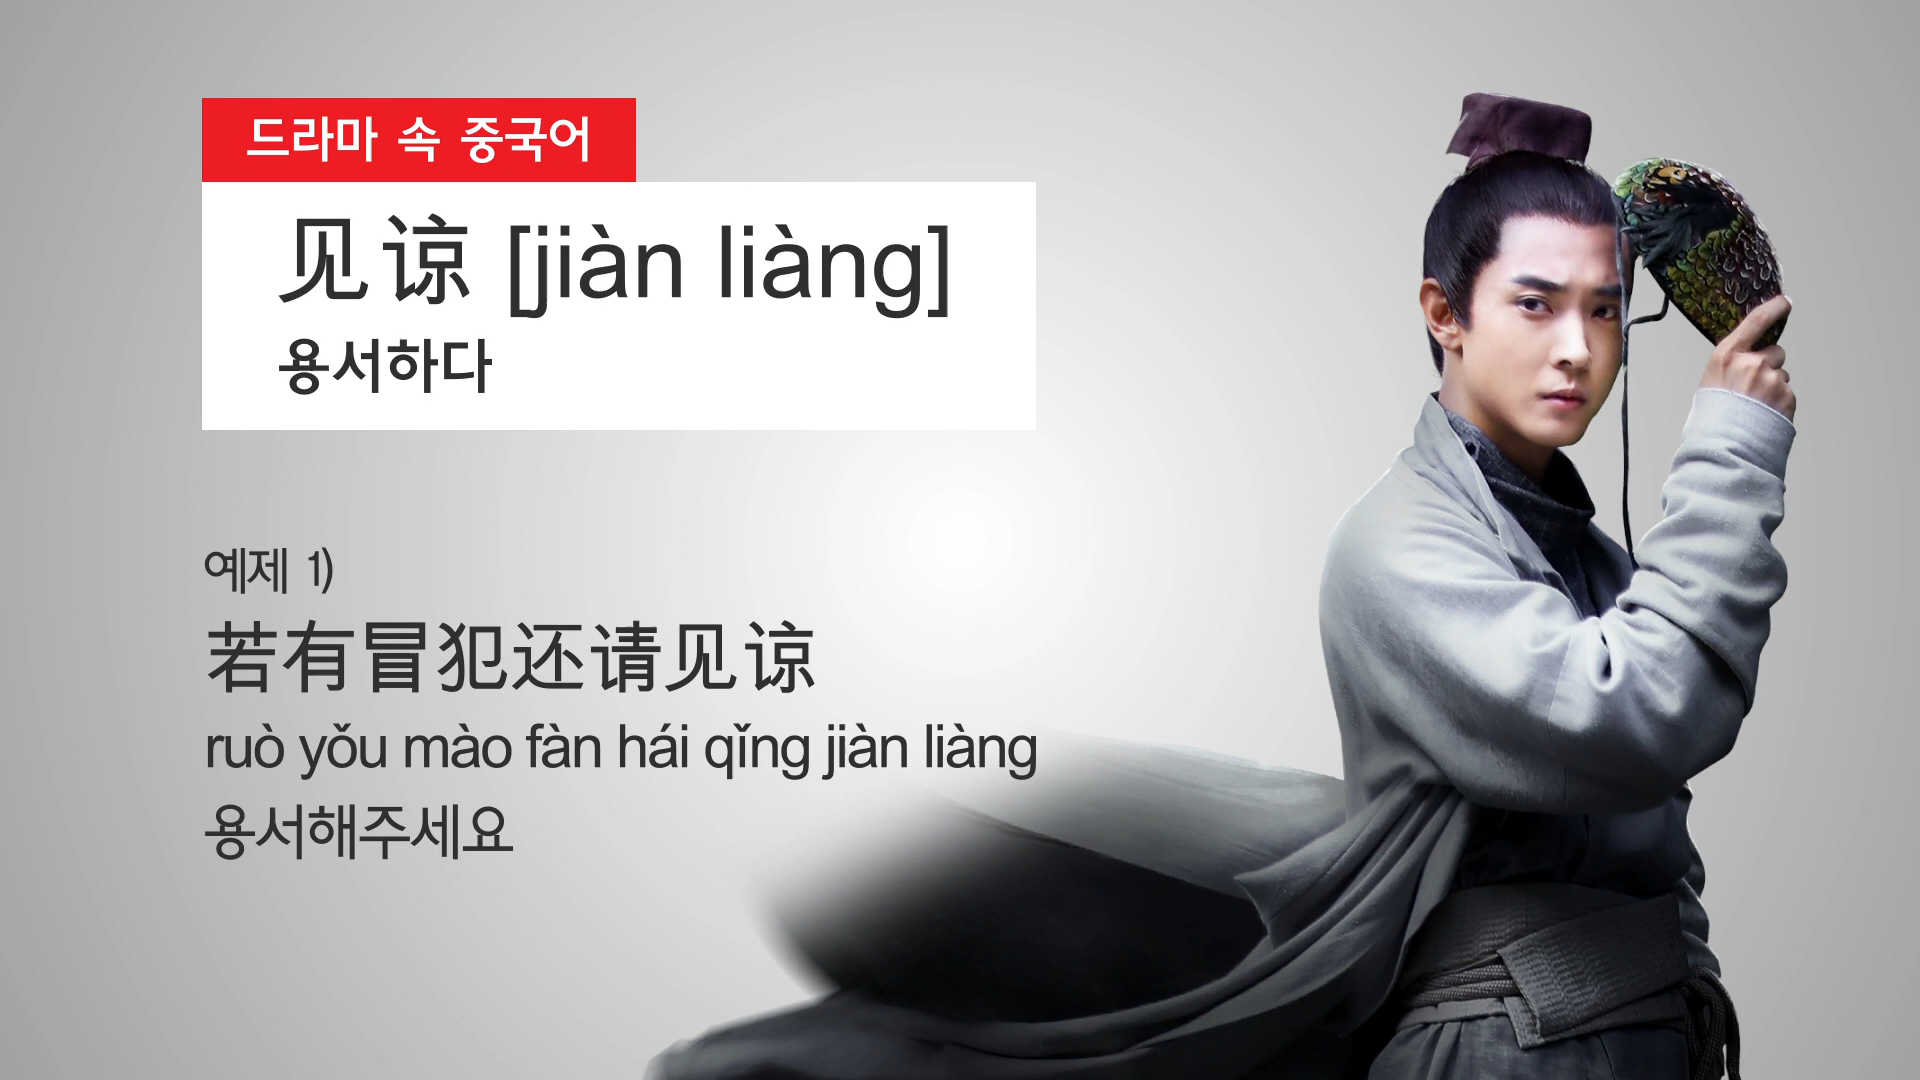 드라마 속 중국어
见谅 [jiàn liàng]
용서하다
예제 1)
若有冒犯还请见谅
ruò yǒu mào fàn hái qǐng jiàn liàng
용서해주세요